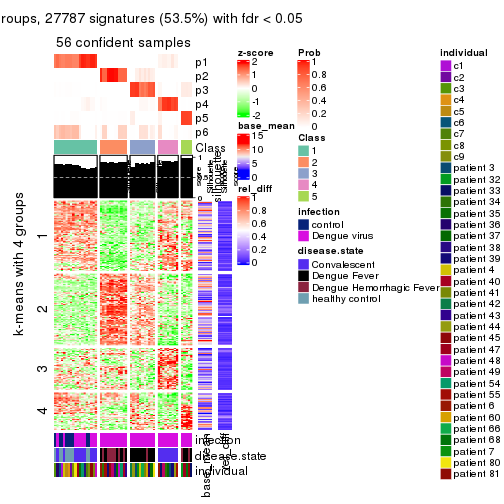 roups, 27787 signatures (53.5%) with fdr < 0.05
56 confident samples
p1
p2
p3
p4
p5
p6
Class
1
0.5
0
silhouette
score
k-means with 4 groups
1
2
3
4
infection
disease.state
individual
base_mean
rel_diff
z-score
2
1
0
-1
-2
base_mean
15
10
5
0
rel_diff
1
0.8
0.6
0.4
0.2
0
Prob
1
0.8
0.6
0.4
0.2
0
Class
1
2
3
4
5
infection
control
Dengue virus
disease.state
Convalescent
Dengue Fever
Dengue Hemorrhagic Fever
healthy control
individual
c1
c2
c3
c4
c5
c6
c7
c8
c9
patient 3
patient 32
patient 33
patient 34
patient 35
patient 36
patient 37
patient 38
patient 39
patient 4
patient 40
patient 41
patient 42
patient 43
patient 44
patient 45
patient 47
patient 48
patient 49
patient 54
patient 55
patient 6
patient 60
patient 66
patient 68
patient 7
patient 80
patient 81